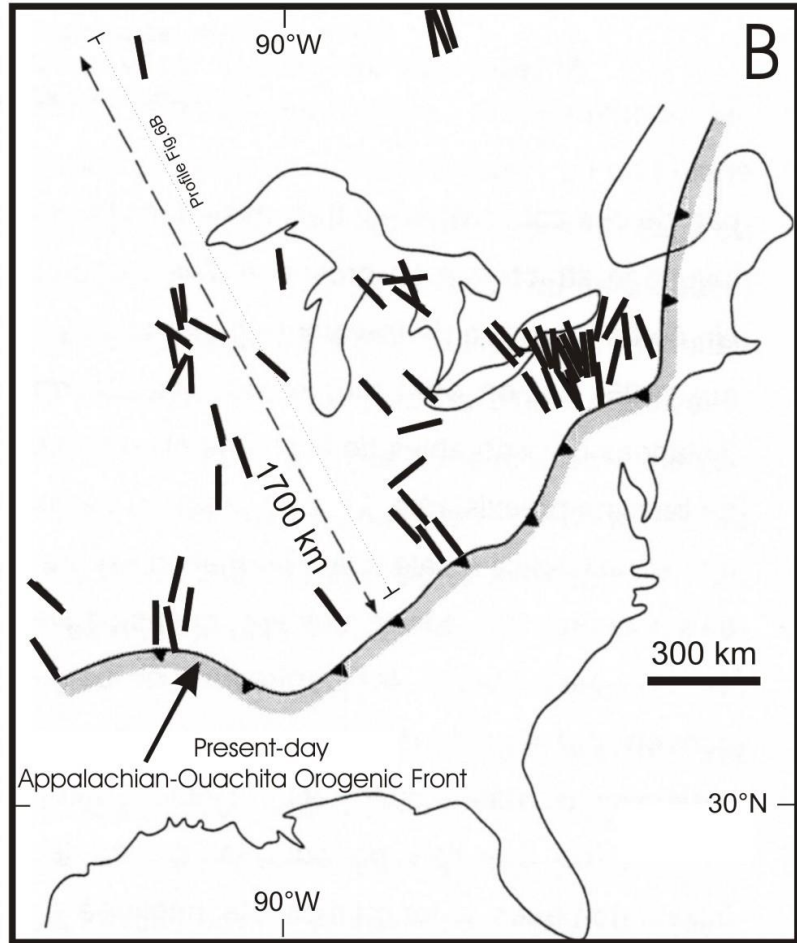 90°W
B
Profile Fig.6B
1700 km
300 km
Present-day
Appalachian-Ouachita Orogenic Front
30°N
90°W